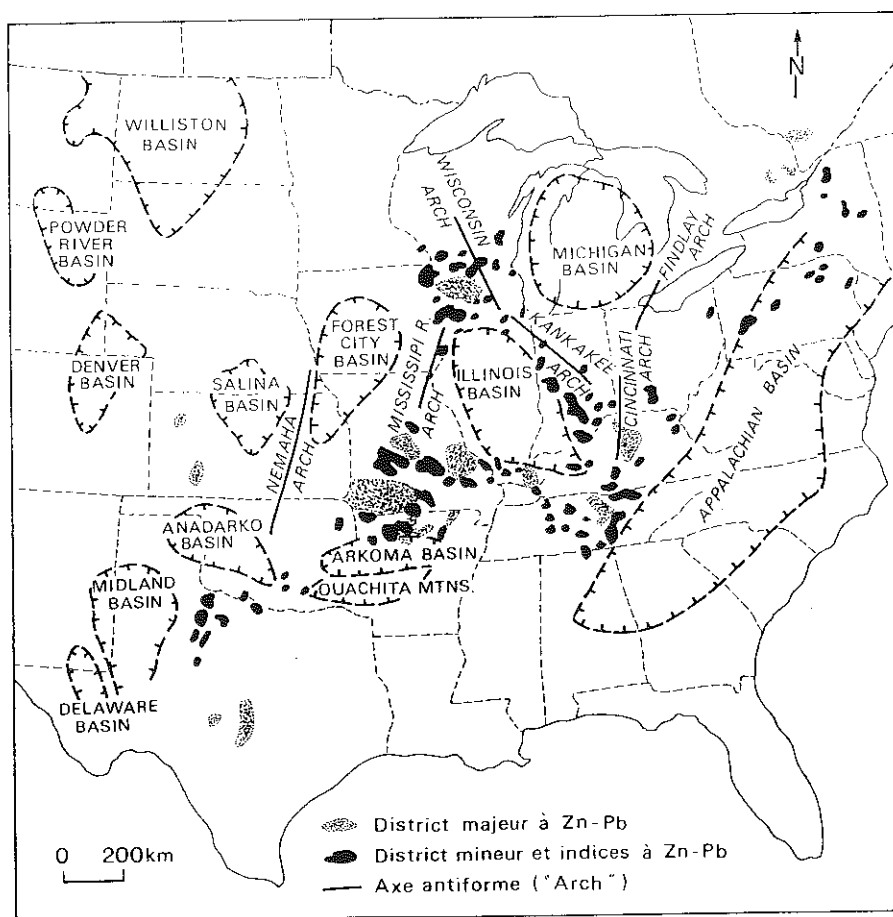 N
WILLISTON
BASIN
POWDER
RIVER
BASIN
DENVER
BASIN
SALINA
BASIN
FOREST
CITY
BASIN
NEMAHA
ARCH
WISCONSIN
ARCH
MICHIGAN
BASIN
FINDLAY
ARCH
KANKAKEE
ARCH
CINCINNATI
ARCH
MISSISSIPI R.
ARCH
ILLINOIS
BASIN
APPALACHIAN BASIN
ANADARKO
BASIN
ARKOMA BASIN
OUACHITA MTNS.
MIDLAND
BASIN
DELAWARE
BASIN
District majeur à Zn-Pb
District mineur et indices à Zn-Pb
Axe antiforme ("Arch")
0 200km